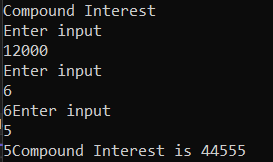 Compound Interest
Enter input
12000
Enter input
6
6Enter input
5
5Compound Interest is 44555